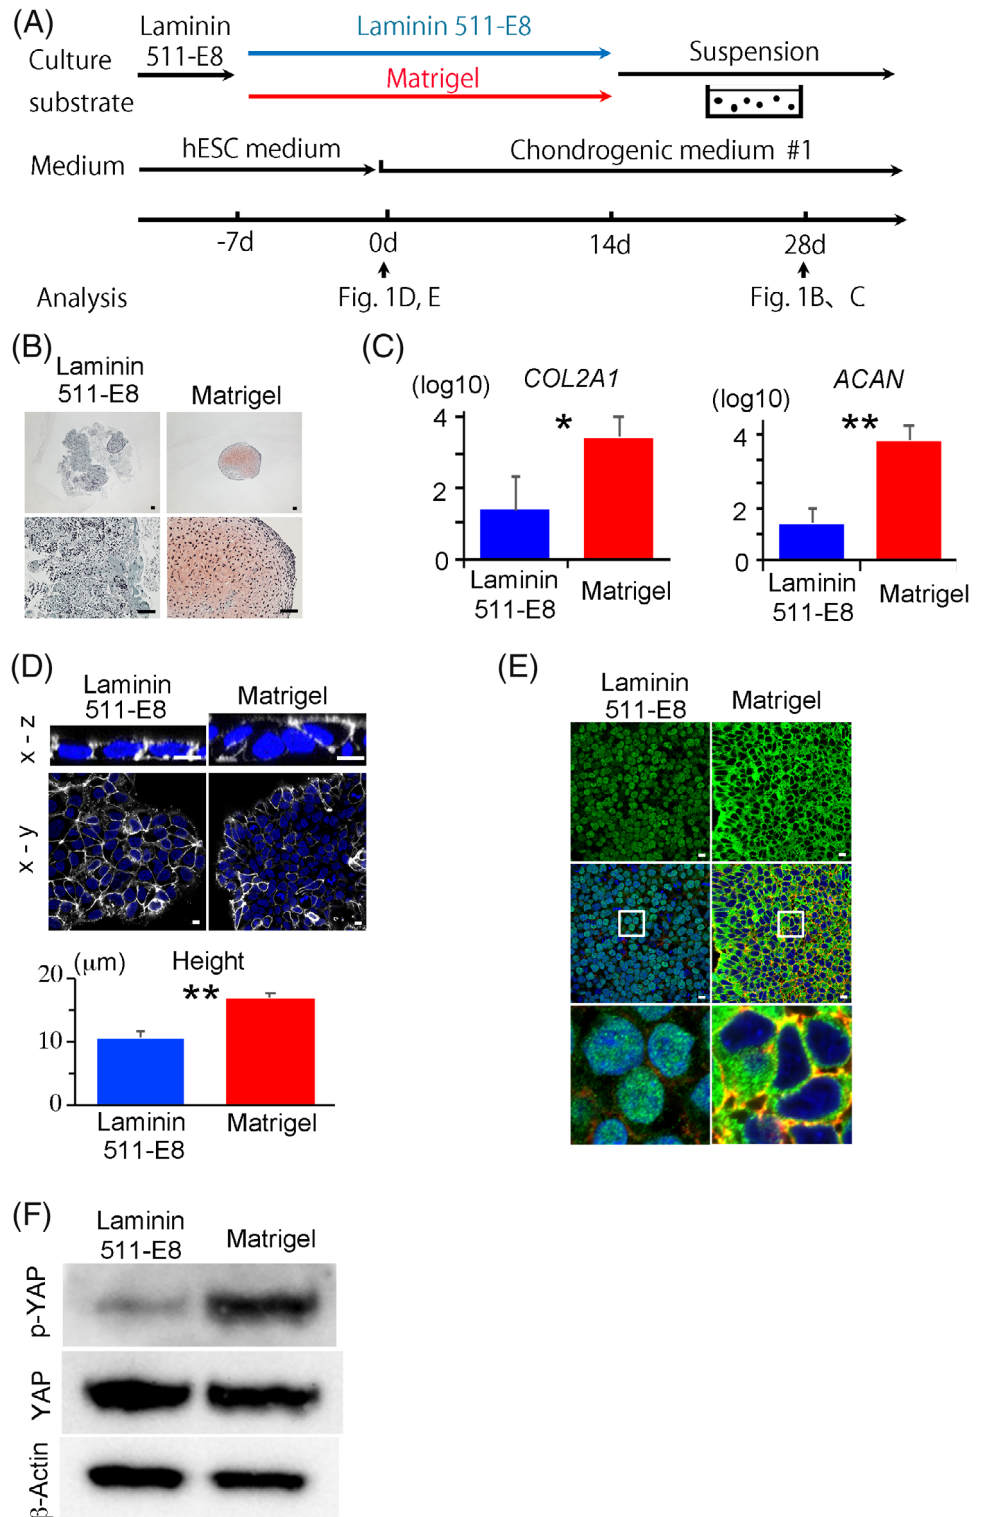 (A)
Laminin
511-E8
Laminin 511-E8
Culture
substrate
Matrigel
Suspension
Medium
hESC medium
Chondrogenic medium #1
-7d
0d
14d
28d
Analysis
Fig. 1D, E
Fig. 1B、 C
(B)
Laminin
511-E8
Matrigel
(C)
(log10)
COL2A1
4
2
0
*
Laminin
511-E8
Matrigel
(log10)
ACAN
4
2
0
**
Laminin
511-E8
Matrigel
(D)
Laminin
511-E8
Matrigel
x - z
x - y
(μm)
Height
20
10
0
**
Laminin
511-E8
Matrigel
(E)
Laminin
511-E8
Matrigel
(F)
Laminin
511-E8
Matrigel
p-YAP
YAP
β-Actin